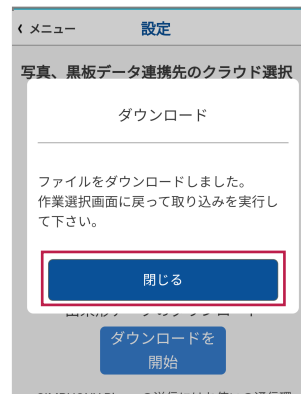 メニュー 設定
写真、黒板データ連携先のクラウド選択
ダウンロード
ファイルをダウンロードしました。
作業選択画面に戻って取り込みを実行し
て下さい。
閉じる
ダウンロードを
開始